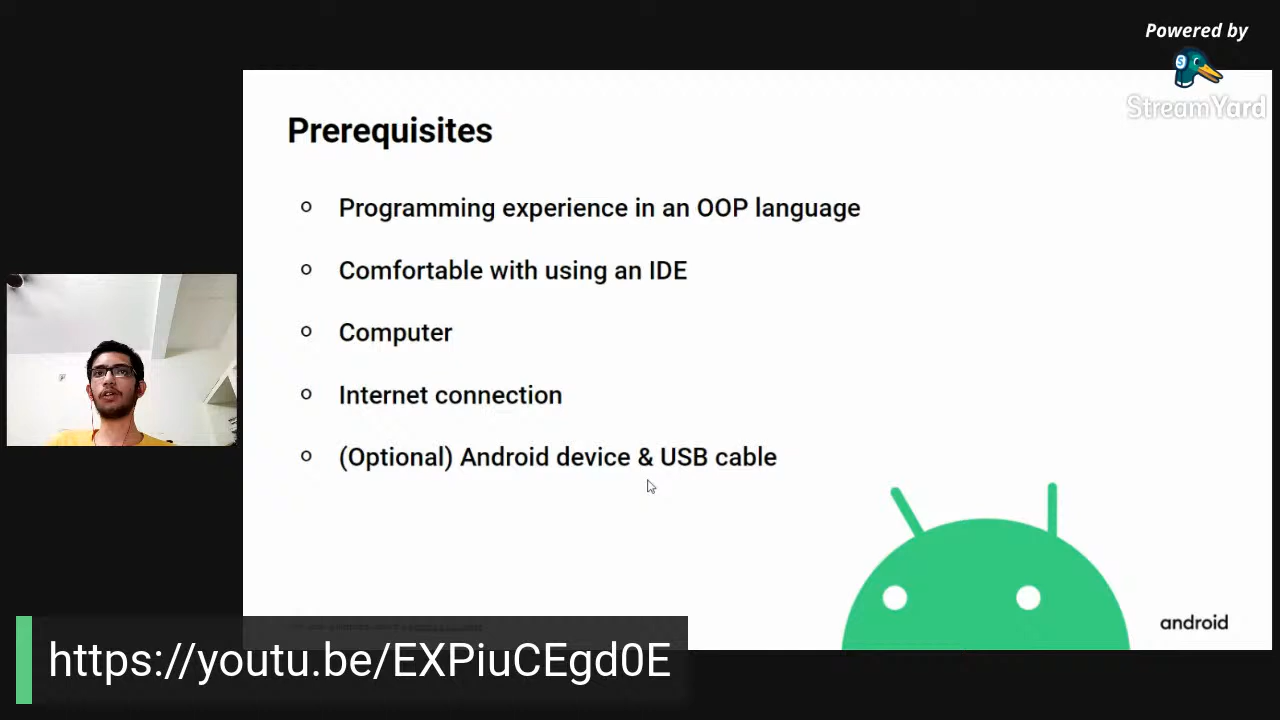 Powered by
StreamYard
Prerequisites
Programming experience in an OOP language
Comfortable with using an IDE
Computer
Internet connection
(Optional) Android device & USB cable
android
https://youtu.be/EXPiuCEgd0E